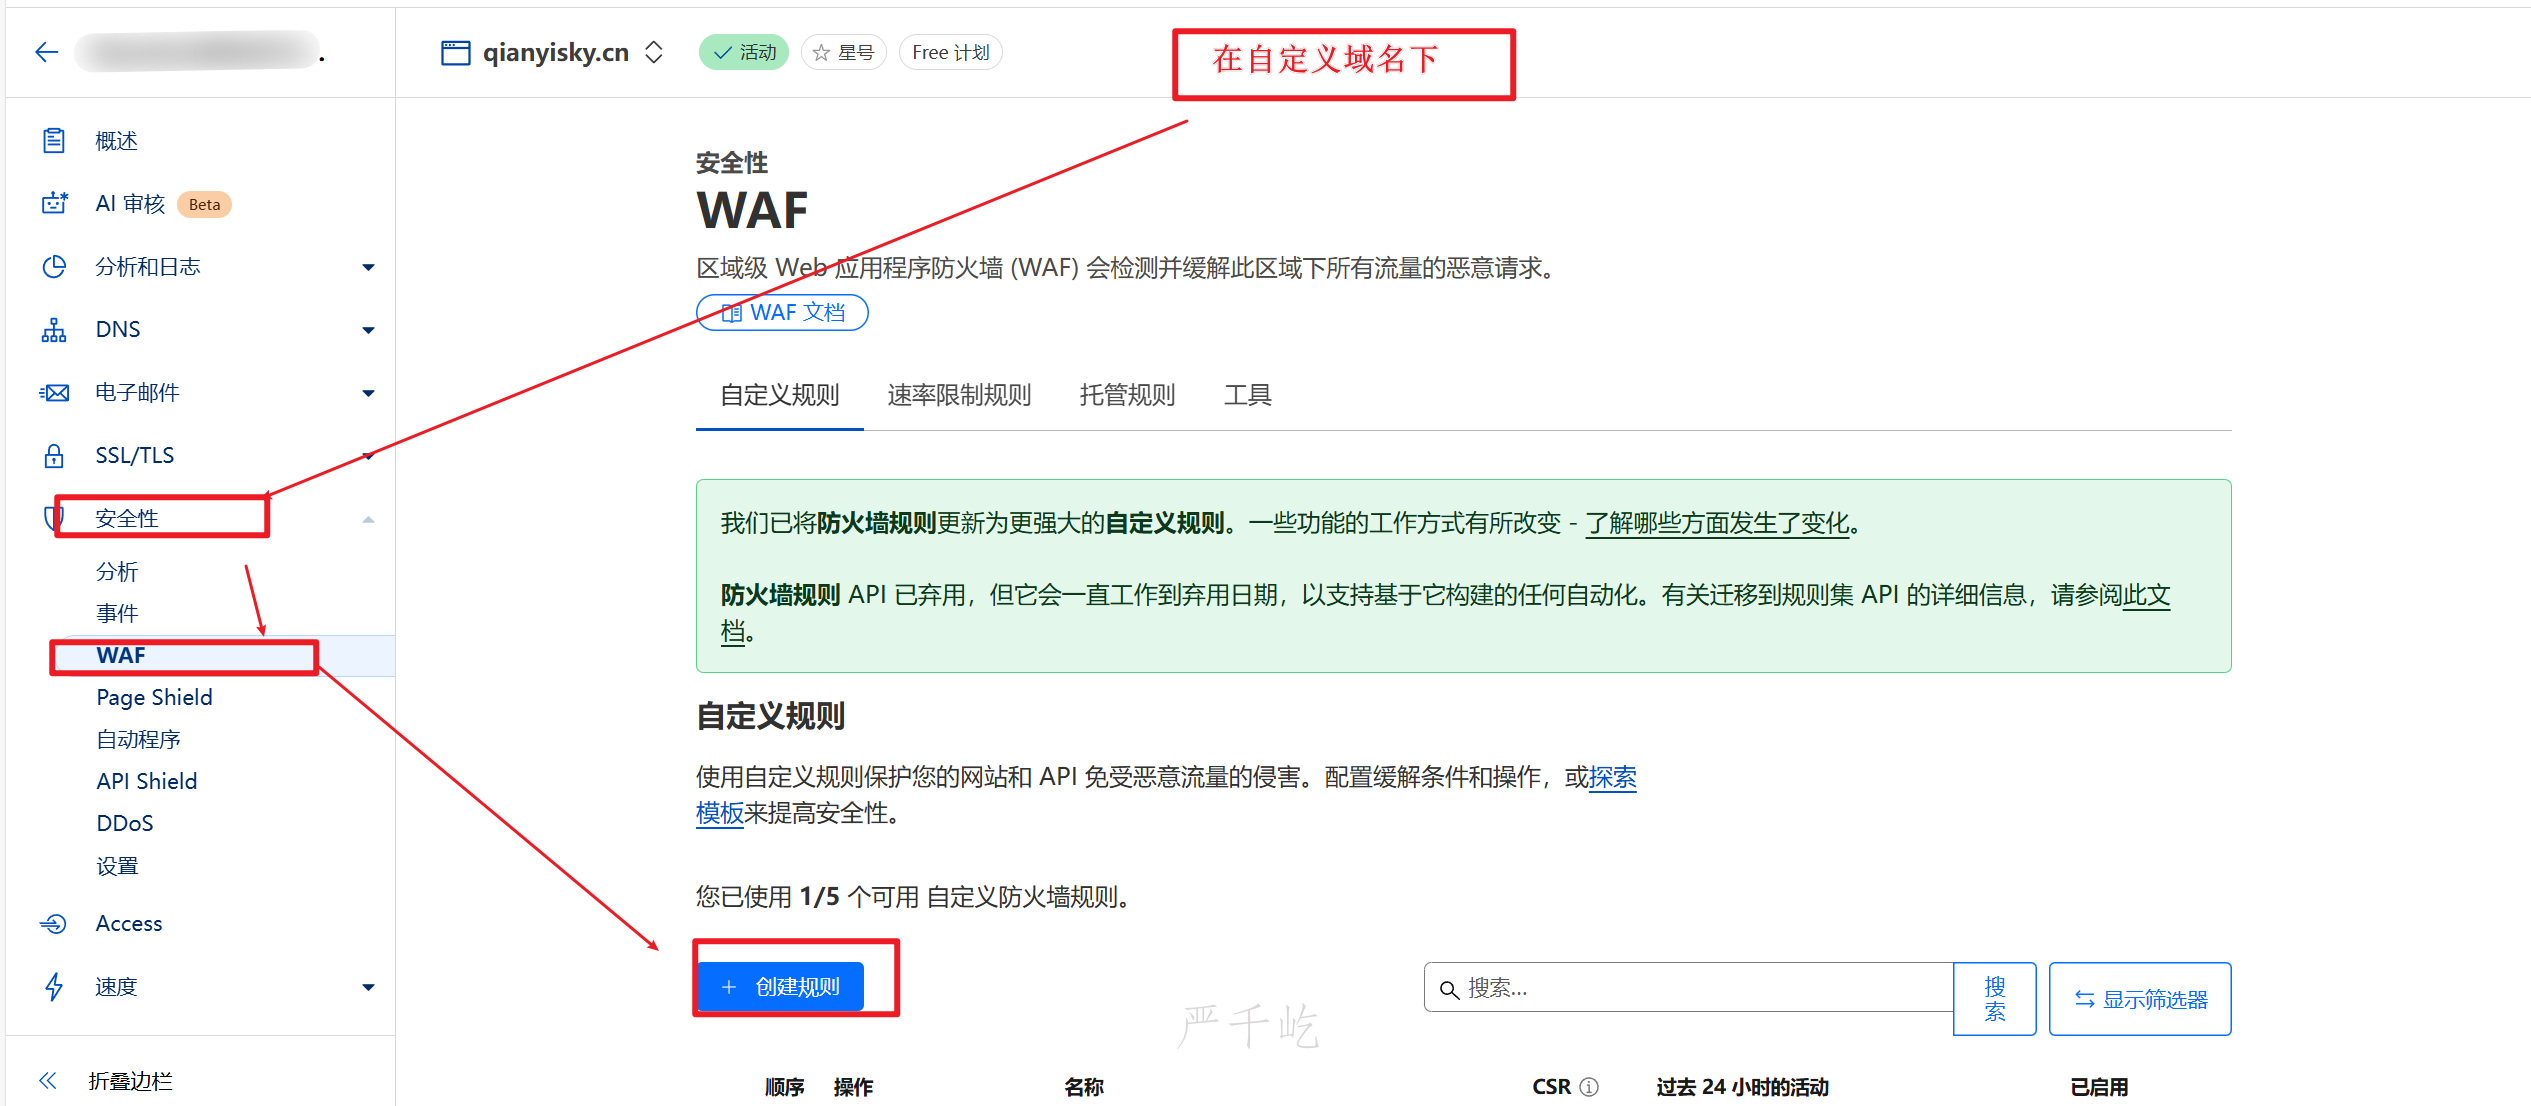 qianyisky.cn
活动
星号
Free 计划
在自定义域名下
概述
AI 审核 Beta
分析和日志
DNS
电子邮件
SSL/TLS
安全性
分析
事件
WAF
Page Shield
自动程序
API Shield
DDoS
设置
Access
速度
折叠边栏
安全性
WAF
区域级 Web 应用程序防火墙 (WAF) 会检测并缓解此区域下所有流量的恶意请求。
WAF 文档
自定义规则 速率限制规则 托管规则 工具
我们已将防火墙规则更新为更强大的自定义规则。一些功能的工作方式有所改变 - 了解哪些方面发生了变化。
防火墙规则 API 已弃用，但它会一直工作到弃用日期，以支持基于它构建的任何自动化。有关迁移到规则集 API 的详细信息，请参阅此文
档。
自定义规则
使用自定义规则保护您的网站和 API 免受恶意流量的侵害。配置缓解条件和操作，或探索
模板来提高安全性。
您已使用 1/5 个可用 自定义防火墙规则。
+ 创建规则
搜索...
搜
索
显示筛选器
严千屹
顺序 操作 名称 CSR 过去 24 小时的活动 已启用